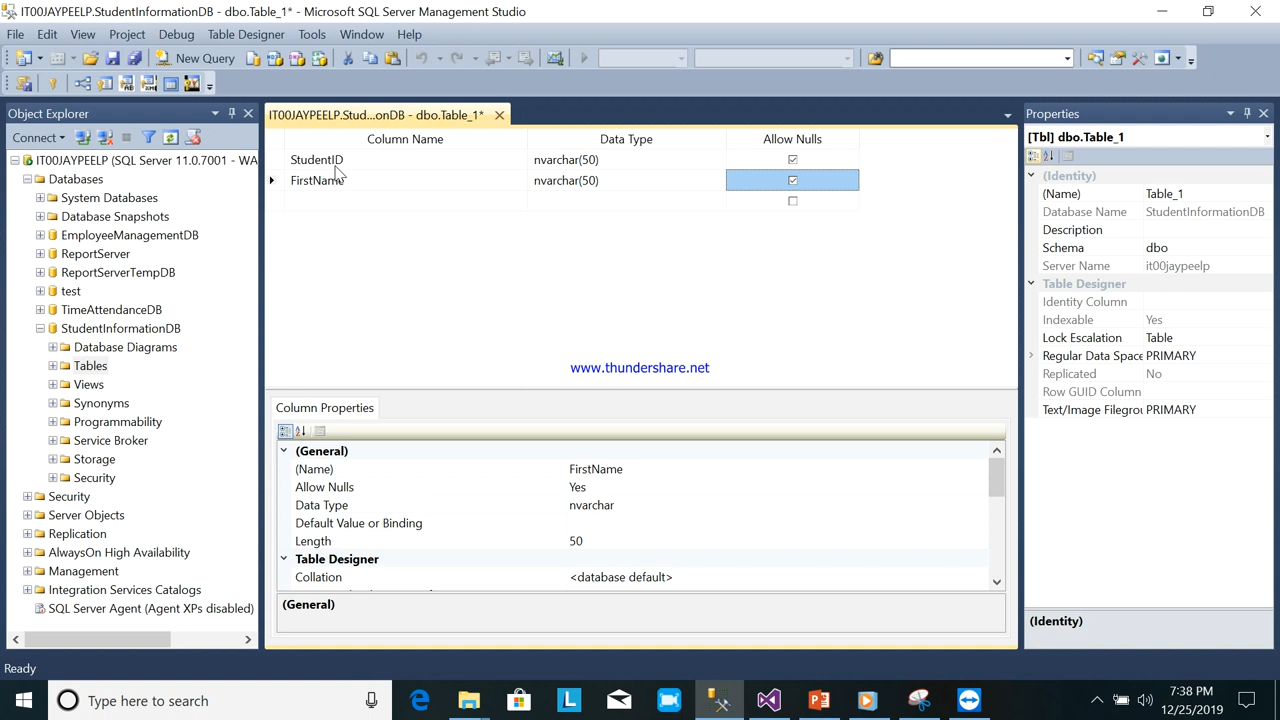 IT00JAYPEELP.StudentInformationDB - dbo.Table_1* - Microsoft SQL Server Management Studio
File Edit View Project Debug Table Designer Tools Window Help
New Query
Object Explorer
Connect
IT00JAYPEELP (SQL Server 11.0.7001 - WA
Databases
System Databases
Database Snapshots
EmployeeManagementDB
ReportServer
ReportServerTempDB
test
TimeAttendanceDB
StudentInformationDB
Database Diagrams
Tables
Views
Synonyms
Programmability
Service Broker
Storage
Security
Security
Server Objects
Replication
AlwaysOn High Availability
Management
Integration Services Catalogs
SQL Server Agent (Agent XPs disabled)
IT00JAYPEELP.Stud...onDB - dbo.Table_1*
Column Name Data Type Allow Nulls
StudentID nvarchar(50)
FirstName nvarchar(50)
www.thundershare.net
Column Properties
(General)
(Name) FirstName
Allow Nulls Yes
Data Type nvarchar
Default Value or Binding
Length 50
Table Designer
Collation <database default>
(General)
Properties
[Tbl] dbo.Table_1
(Identity)
(Name) Table_1
Database Name StudentInformationDB
Description
Schema dbo
Server Name it00jaypeelp
Table Designer
Identity Column
Indexable Yes
Lock Escalation Table
Regular Data Space PRIMARY
Replicated No
Row GUID Column
Text/Image Filegrou PRIMARY
(Identity)
Ready
Type here to search
7:38 PM
12/25/2019